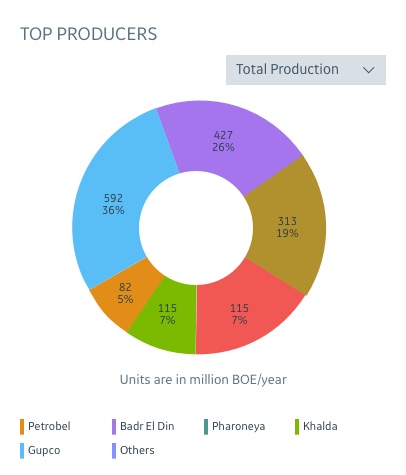 TOP PRODUCERS
Total Production
427
26%
592
36%
313
19%
82
5%
115
7%
115
7%
Units are in million BOE/year
Petrobel
Badr El Din
Pharoneya
Khalda
Gupco
Others